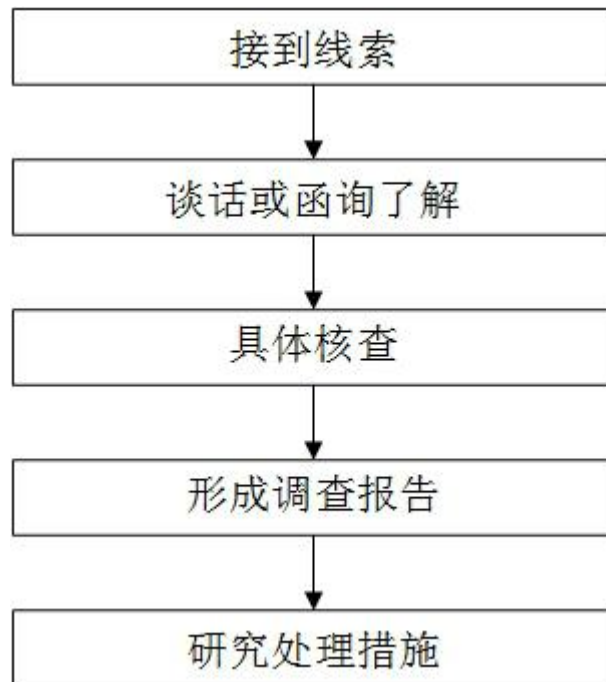 接到线索
谈话或函询了解
具体核查
形成调查报告
研究处理措施